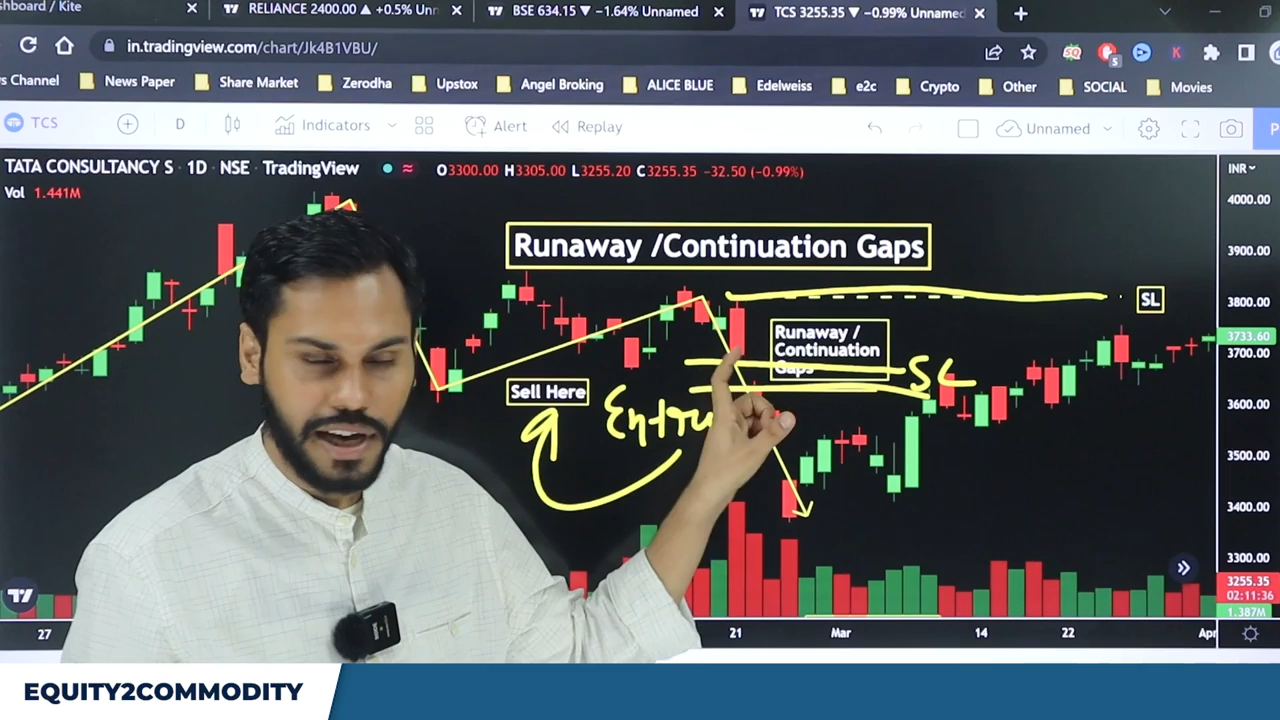 shboard / Kite
RELIANCE 2400.00 ▲ +0.5% Unn
BSE 634.15 ▼ −1.64% Unnamed
TCS 3255.35 ▼ −0.99% Unnamed
in.tradingview.com/chart/Jk4B1VBU/
5
K
s Channel
News Paper
Share Market
Zerodha
Upstox
Angel Broking
ALICE BLUE
Edelweiss
e2c
Crypto
Other
SOCIAL
Movies
TCS
D
Indicators
Alert
Replay
Unnamed
P
TATA CONSULTANCY S · 1D · NSE · TradingView
O3300.00 H3305.00 L3255.20 C3255.35 −32.50 (−0.99%)
INR
Vol 1.441M
4000.00
3900.00
3800.00
3733.60
3700.00
3600.00
3500.00
3400.00
3300.00
3255.35
02:11:36
1.387M
Runaway /Continuation Gaps
SL
Runaway /
Continuation
Gaps
SL
Sell Here
27
21
Mar
14
22
Apr
EQUITY2COMMODITY